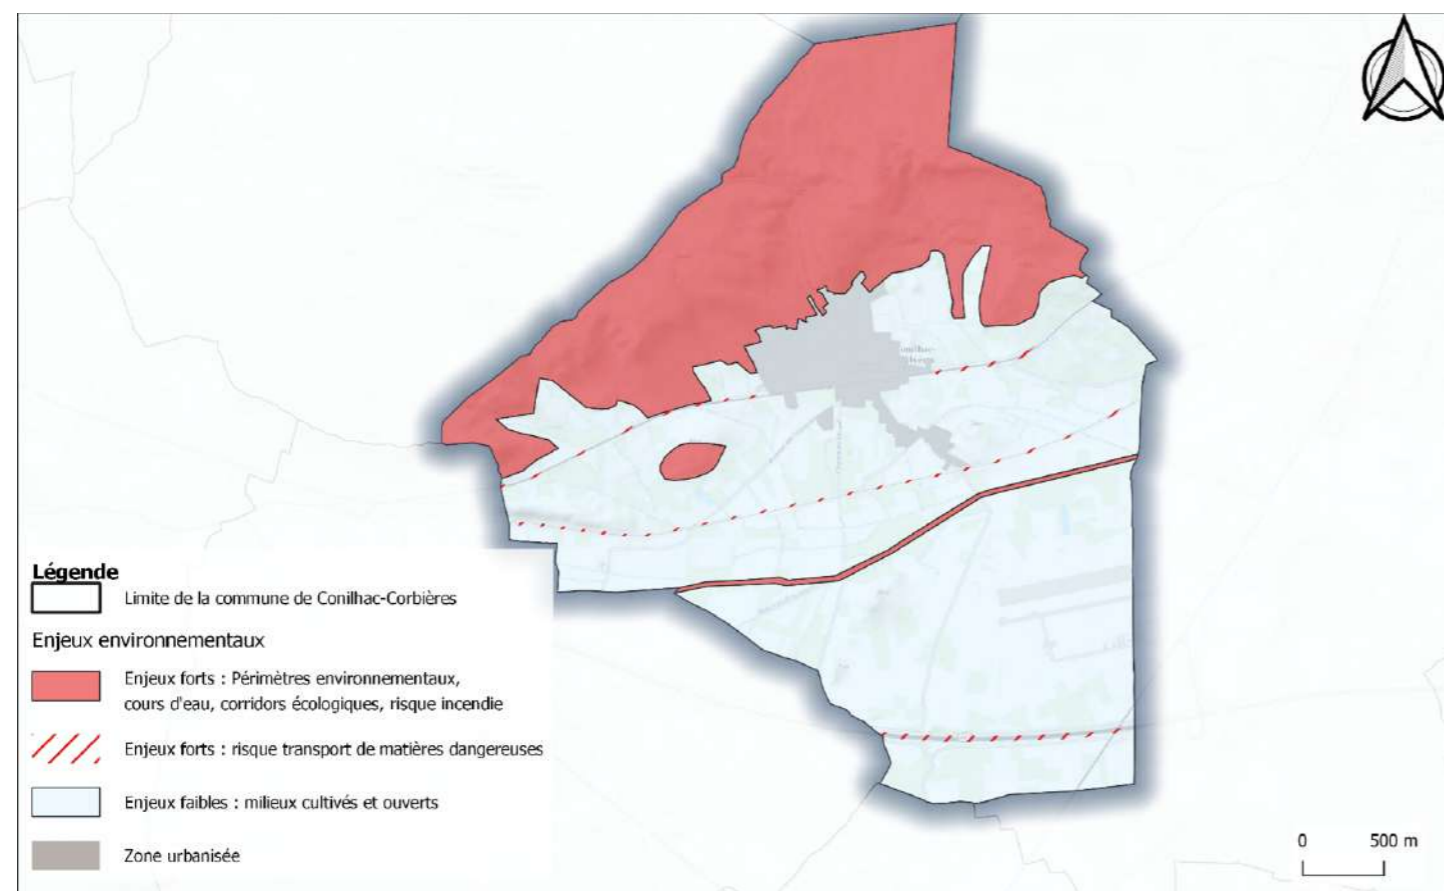 Légende
Limite de la commune de Conilhac-Corbières
Enjeux environnementaux
Enjeux forts : Périmètres environnementaux,
cours d'eau, corridors écologiques, risque incendie
Enjeux forts : risque transport de matières dangereuses
Enjeux faibles : milieux cultivés et ouverts
Zone urbanisée
0 500 m